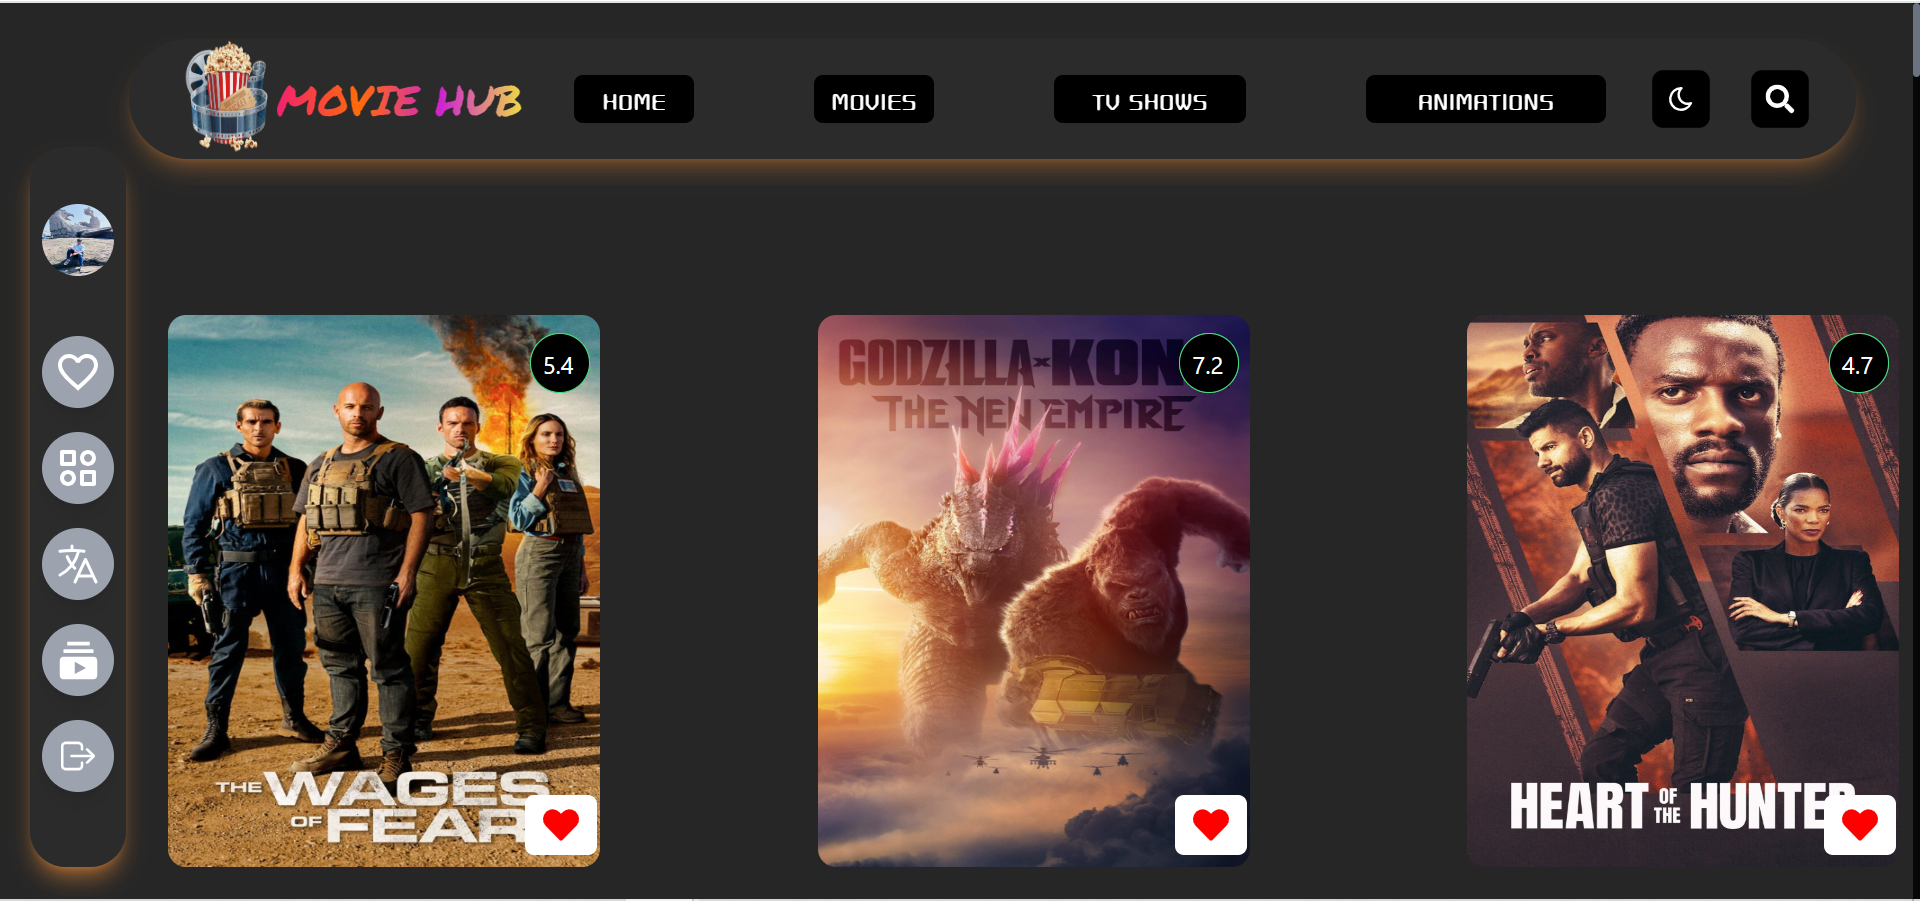 MOVIE HUB
HOME
MOVIES
TV SHOWS
ANIMATIONS
5.4
THE WAGES
OF FEAR
7.2
GODZILLA x KON
THE NEW EMPIRE
4.7
HEART OF THE HUNTER